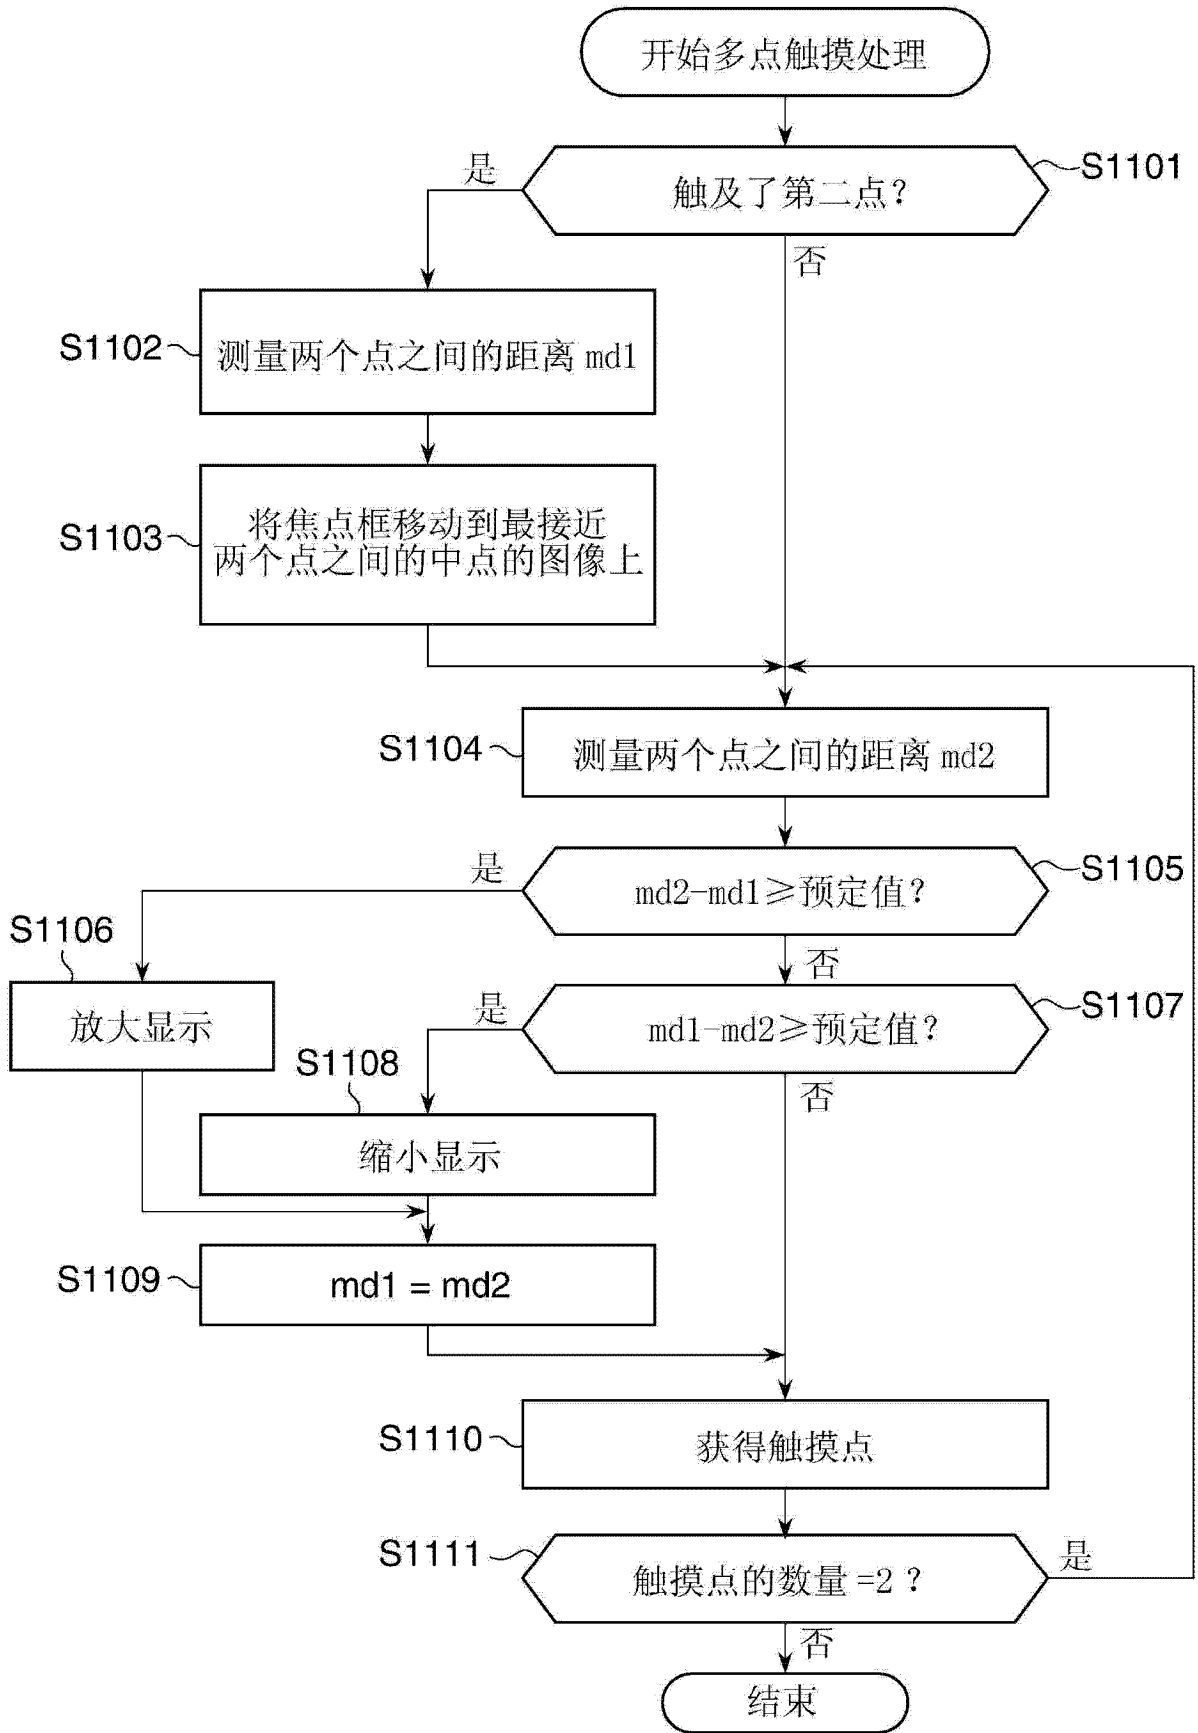 开始多点触摸处理
S1101
是
触及了第二点？
否
S1102
测量两个点之间的距离 md1
S1103
将焦点框移动到最接近
两个点之间的中点的图像上
S1104
测量两个点之间的距离 md2
是
S1105
md2-md1≥预定值？
S1106
否
放大显示
是
S1107
md1-md2≥预定值？
S1108
否
缩小显示
S1109
md1 = md2
S1110
获得触摸点
S1111
是
触摸点的数量 =2 ？
否
结束